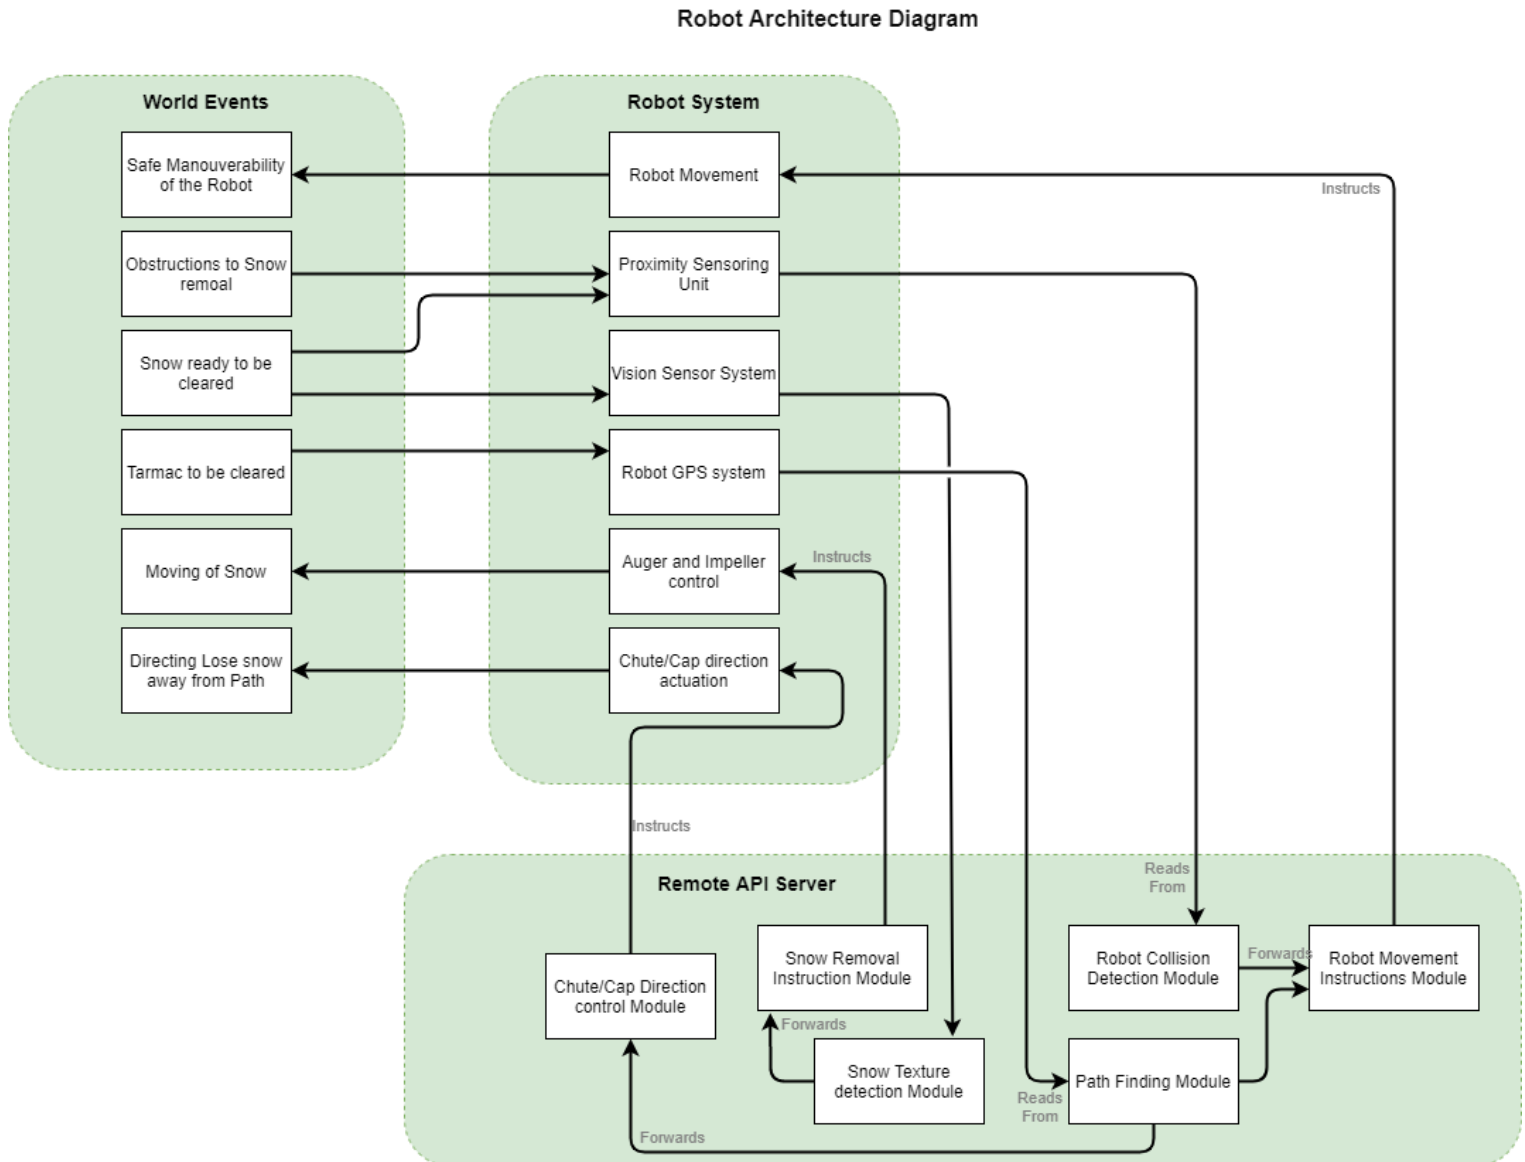 Robot Architecture Diagram
World Events
Safe Manouverability
of the Robot
Obstructions to Snow
remoal
Snow ready to be
cleared
Tarmac to be cleared
Moving of Snow
Directing Lose snow
away from Path
Robot System
Robot Movement
Proximity Sensoring
Unit
Vision Sensor System
Robot GPS system
Auger and Impeller
control
Chute/Cap direction
actuation
Instructs
Instructs
Instructs
Remote API Server
Reads
From
Chute/Cap Direction
control Module
Snow Removal
Instruction Module
Forwards
Snow Texture
detection Module
Robot Collision
Detection Module
Forwards
Robot Movement
Instructions Module
Path Finding Module
Reads
From
Forwards